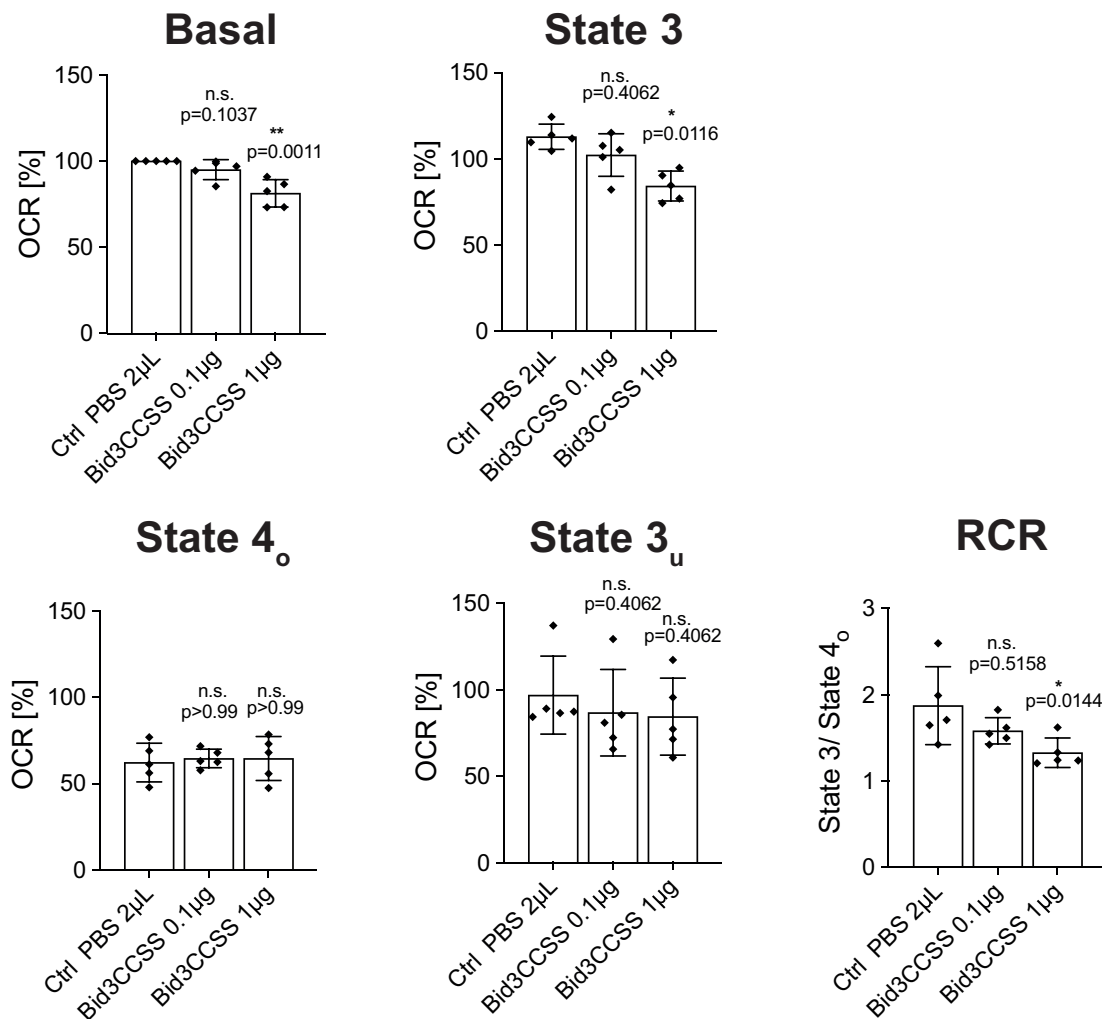 Basal
150
100
50
0
OCR [%]
n.s.
p=0.1037
**
p=0.0011
Ctrl PBS 2µL
Bid3CCSS 0.1µg
Bid3CCSS 1µg
State 3
150
100
50
0
OCR [%]
n.s.
p=0.4062
*
p=0.0116
Ctrl PBS 2µL
Bid3CCSS 0.1µg
Bid3CCSS 1µg
State 4o
150
100
50
0
OCR [%]
n.s.
p>0.99
n.s.
p>0.99
Ctrl PBS 2µL
Bid3CCSS 0.1µg
Bid3CCSS 1µg
State 3u
150
100
50
0
OCR [%]
n.s.
p=0.4062
n.s.
p=0.4062
Ctrl PBS 2µL
Bid3CCSS 0.1µg
Bid3CCSS 1µg
RCR
3
2
1
0
State 3/ State 4o
n.s.
p=0.5158
*
p=0.0144
Ctrl PBS 2µL
Bid3CCSS 0.1µg
Bid3CCSS 1µg